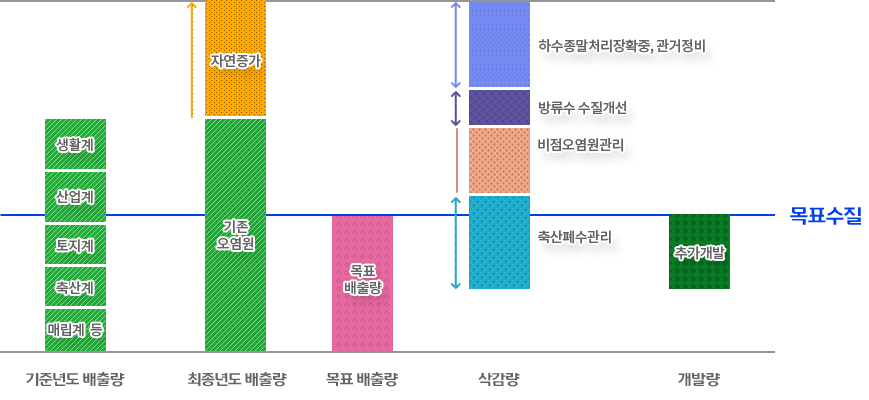 자연증가
하수종말처리장확중, 관거정비
방류수 수질개선
생활계
비점오염원관리
산업계
목표수질
기존
오염원
토지계
축산폐수관리
추가개발
목표
배출량
축산계
매립계 등
기준년도 배출량
최종년도 배출량
목표 배출량
삭감량
개발량